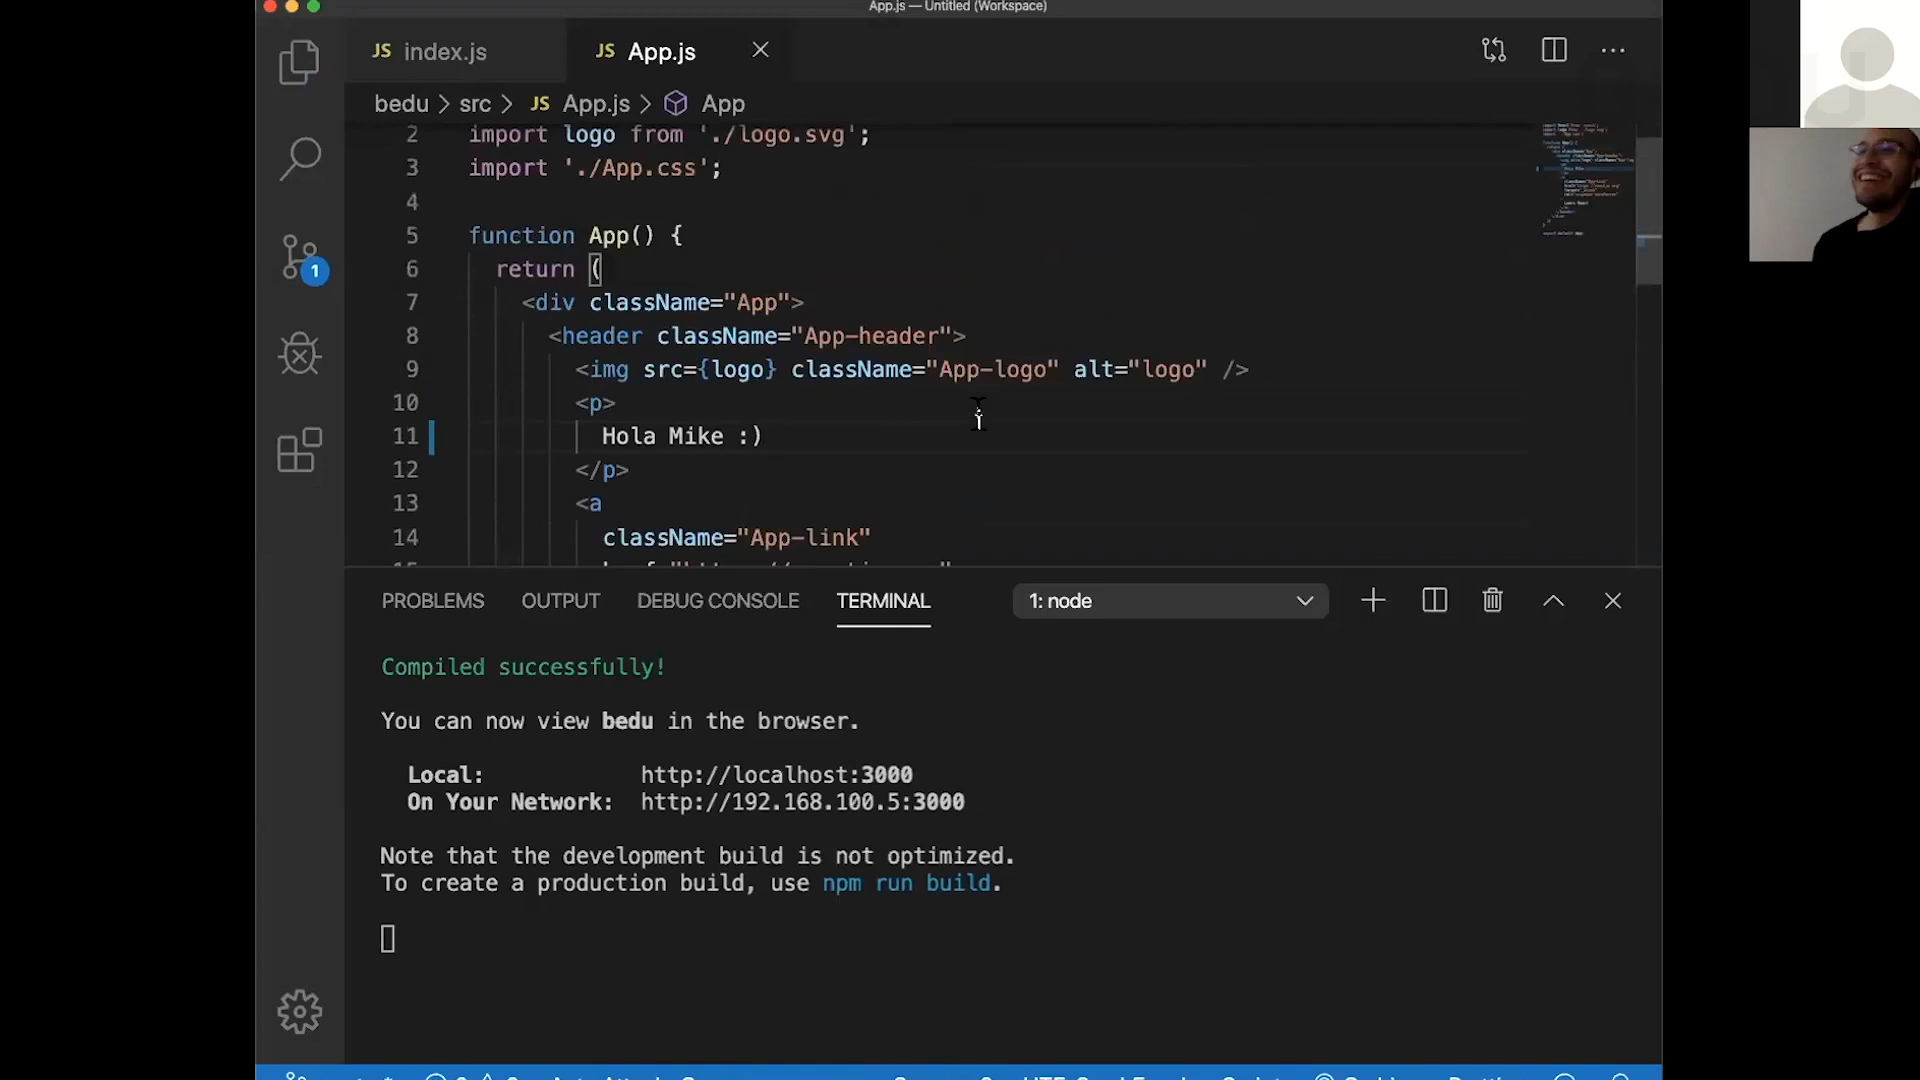 App.js — Untitled (Workspace)
JS index.js
JS App.js
bedu > src > JS App.js > App
2 import logo from './logo.svg';
3 import './App.css';
4
5 function App() {
6 return (
7 <div className="App">
8 <header className="App-header">
9 <img src={logo} className="App-logo" alt="logo" />
10 <p>
11 Hola Mike :)
12 </p>
13 <a
14 className="App-link"
1
PROBLEMS OUTPUT DEBUG CONSOLE TERMINAL 1: node
Compiled successfully!
You can now view bedu in the browser.
Local: http://localhost:3000
On Your Network: http://192.168.100.5:3000
Note that the development build is not optimized.
To create a production build, use npm run build.